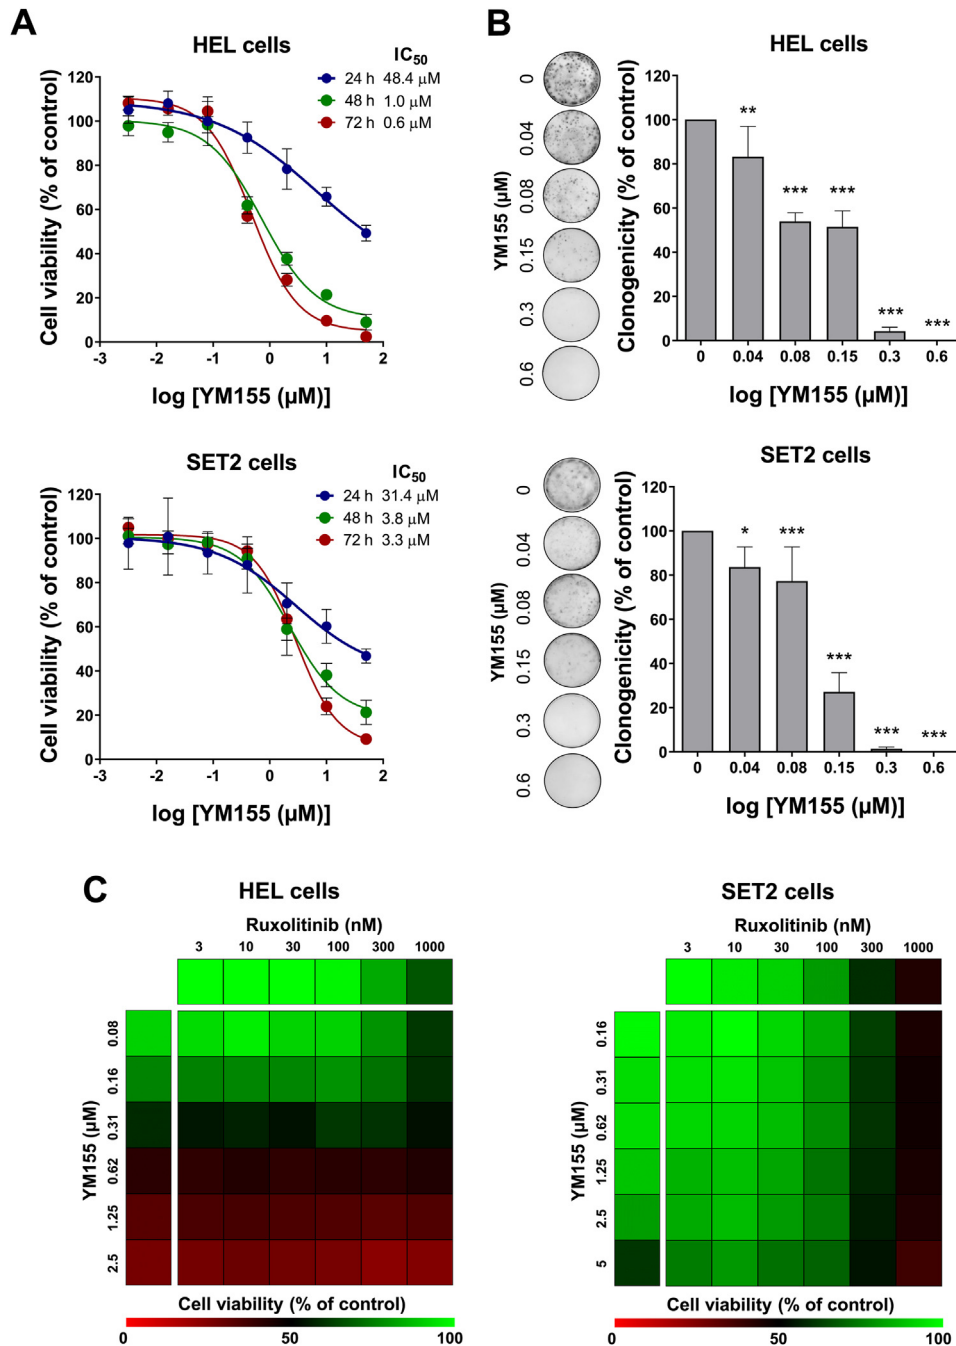 A
HEL cells
IC50
24 h 48.4 µM
48 h 1.0 µM
72 h 0.6 µM
Cell viability (% of control)
120
100
80
60
40
20
0
-3 -2 -1 0 1 2
log [YM155 (µM)]
SET2 cells
IC50
24 h 31.4 µM
48 h 3.8 µM
72 h 3.3 µM
Cell viability (% of control)
120
100
80
60
40
20
0
-3 -2 -1 0 1 2
log [YM155 (µM)]
B
HEL cells
YM155 (µM)
0
0.04
0.08
0.15
0.3
0.6
Clonogenicity (% of control)
120
100
80
60
40
20
0
** *** *** *** ***
0 0.04 0.08 0.15 0.3 0.6
log [YM155 (µM)]
SET2 cells
YM155 (µM)
0
0.04
0.08
0.15
0.3
0.6
Clonogenicity (% of control)
120
100
80
60
40
20
0
* *** *** *** ***
0 0.04 0.08 0.15 0.3 0.6
log [YM155 (µM)]
C
HEL cells
Ruxolitinib (nM)
3 10 30 100 300 1000
YM155 (µM)
0.08
0.16
0.31
0.62
1.25
2.5
Cell viability (% of control)
0 50 100
SET2 cells
Ruxolitinib (nM)
3 10 30 100 300 1000
YM155 (µM)
0.16
0.31
0.62
1.25
2.5
5
Cell viability (% of control)
0 50 100